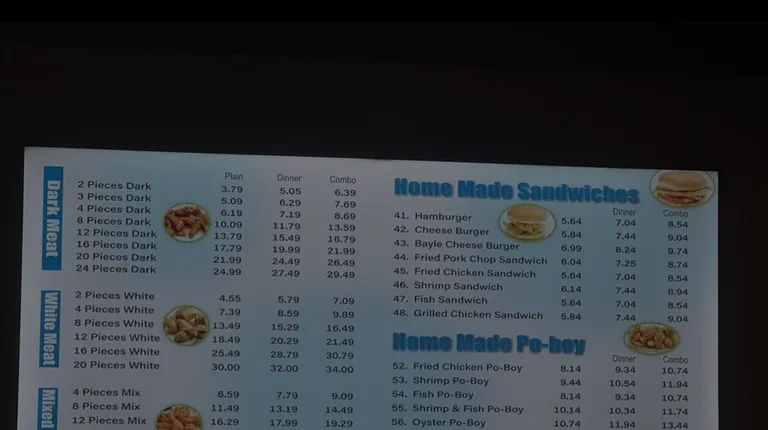 Plain Dinner Combo
Dark Meat
2 Pieces Dark 3.79 5.05 6.39
3 Pieces Dark 5.09 6.29 7.69
4 Pieces Dark 6.19 7.19 8.69
8 Pieces Dark 10.09 11.79 13.59
12 Pieces Dark 13.79 15.49 16.79
16 Pieces Dark 17.79 19.99 21.99
20 Pieces Dark 21.99 24.49 26.49
24 Pieces Dark 24.99 27.49 29.49
White Meat
2 Pieces White 4.55 5.79 7.09
4 Pieces White 7.39 8.59 9.89
8 Pieces White 13.49 15.29 16.49
12 Pieces White 18.49 20.29 21.49
16 Pieces White 25.49 28.79 30.79
20 Pieces White 30.00 32.00 34.00
Mixed
4 Pieces Mix 6.59 7.79 9.09
8 Pieces Mix 11.49 13.19 14.49
12 Pieces Mix 16.29 17.99 19.29
Home Made Sandwiches
Dinner Combo
41. Hamburger 5.64 7.04 8.54
42. Cheese Burger 5.84 7.44 9.04
43. Bayle Cheese Burger 6.99 8.24 9.74
44. Fried Pork Chop Sandwich 6.04 7.25 8.74
45. Fried Chicken Sandwich 5.64 7.04 8.54
46. Shrimp Sandwich 6.14 7.44 8.94
47. Fish Sandwich 5.64 7.04 8.54
48. Grilled Chicken Sandwich 5.84 7.44 9.04
Home Made Po-boy
Dinner Combo
52. Fried Chicken Po-Boy 8.14 9.34 10.74
53. Shrimp Po-Boy 9.44 10.54 11.94
54. Fish Po-Boy 8.14 9.34 10.74
55. Shrimp & Fish Po-Boy 10.14 10.34 11.74
56. Oyster Po-Boy 10.74 11.94 13.44